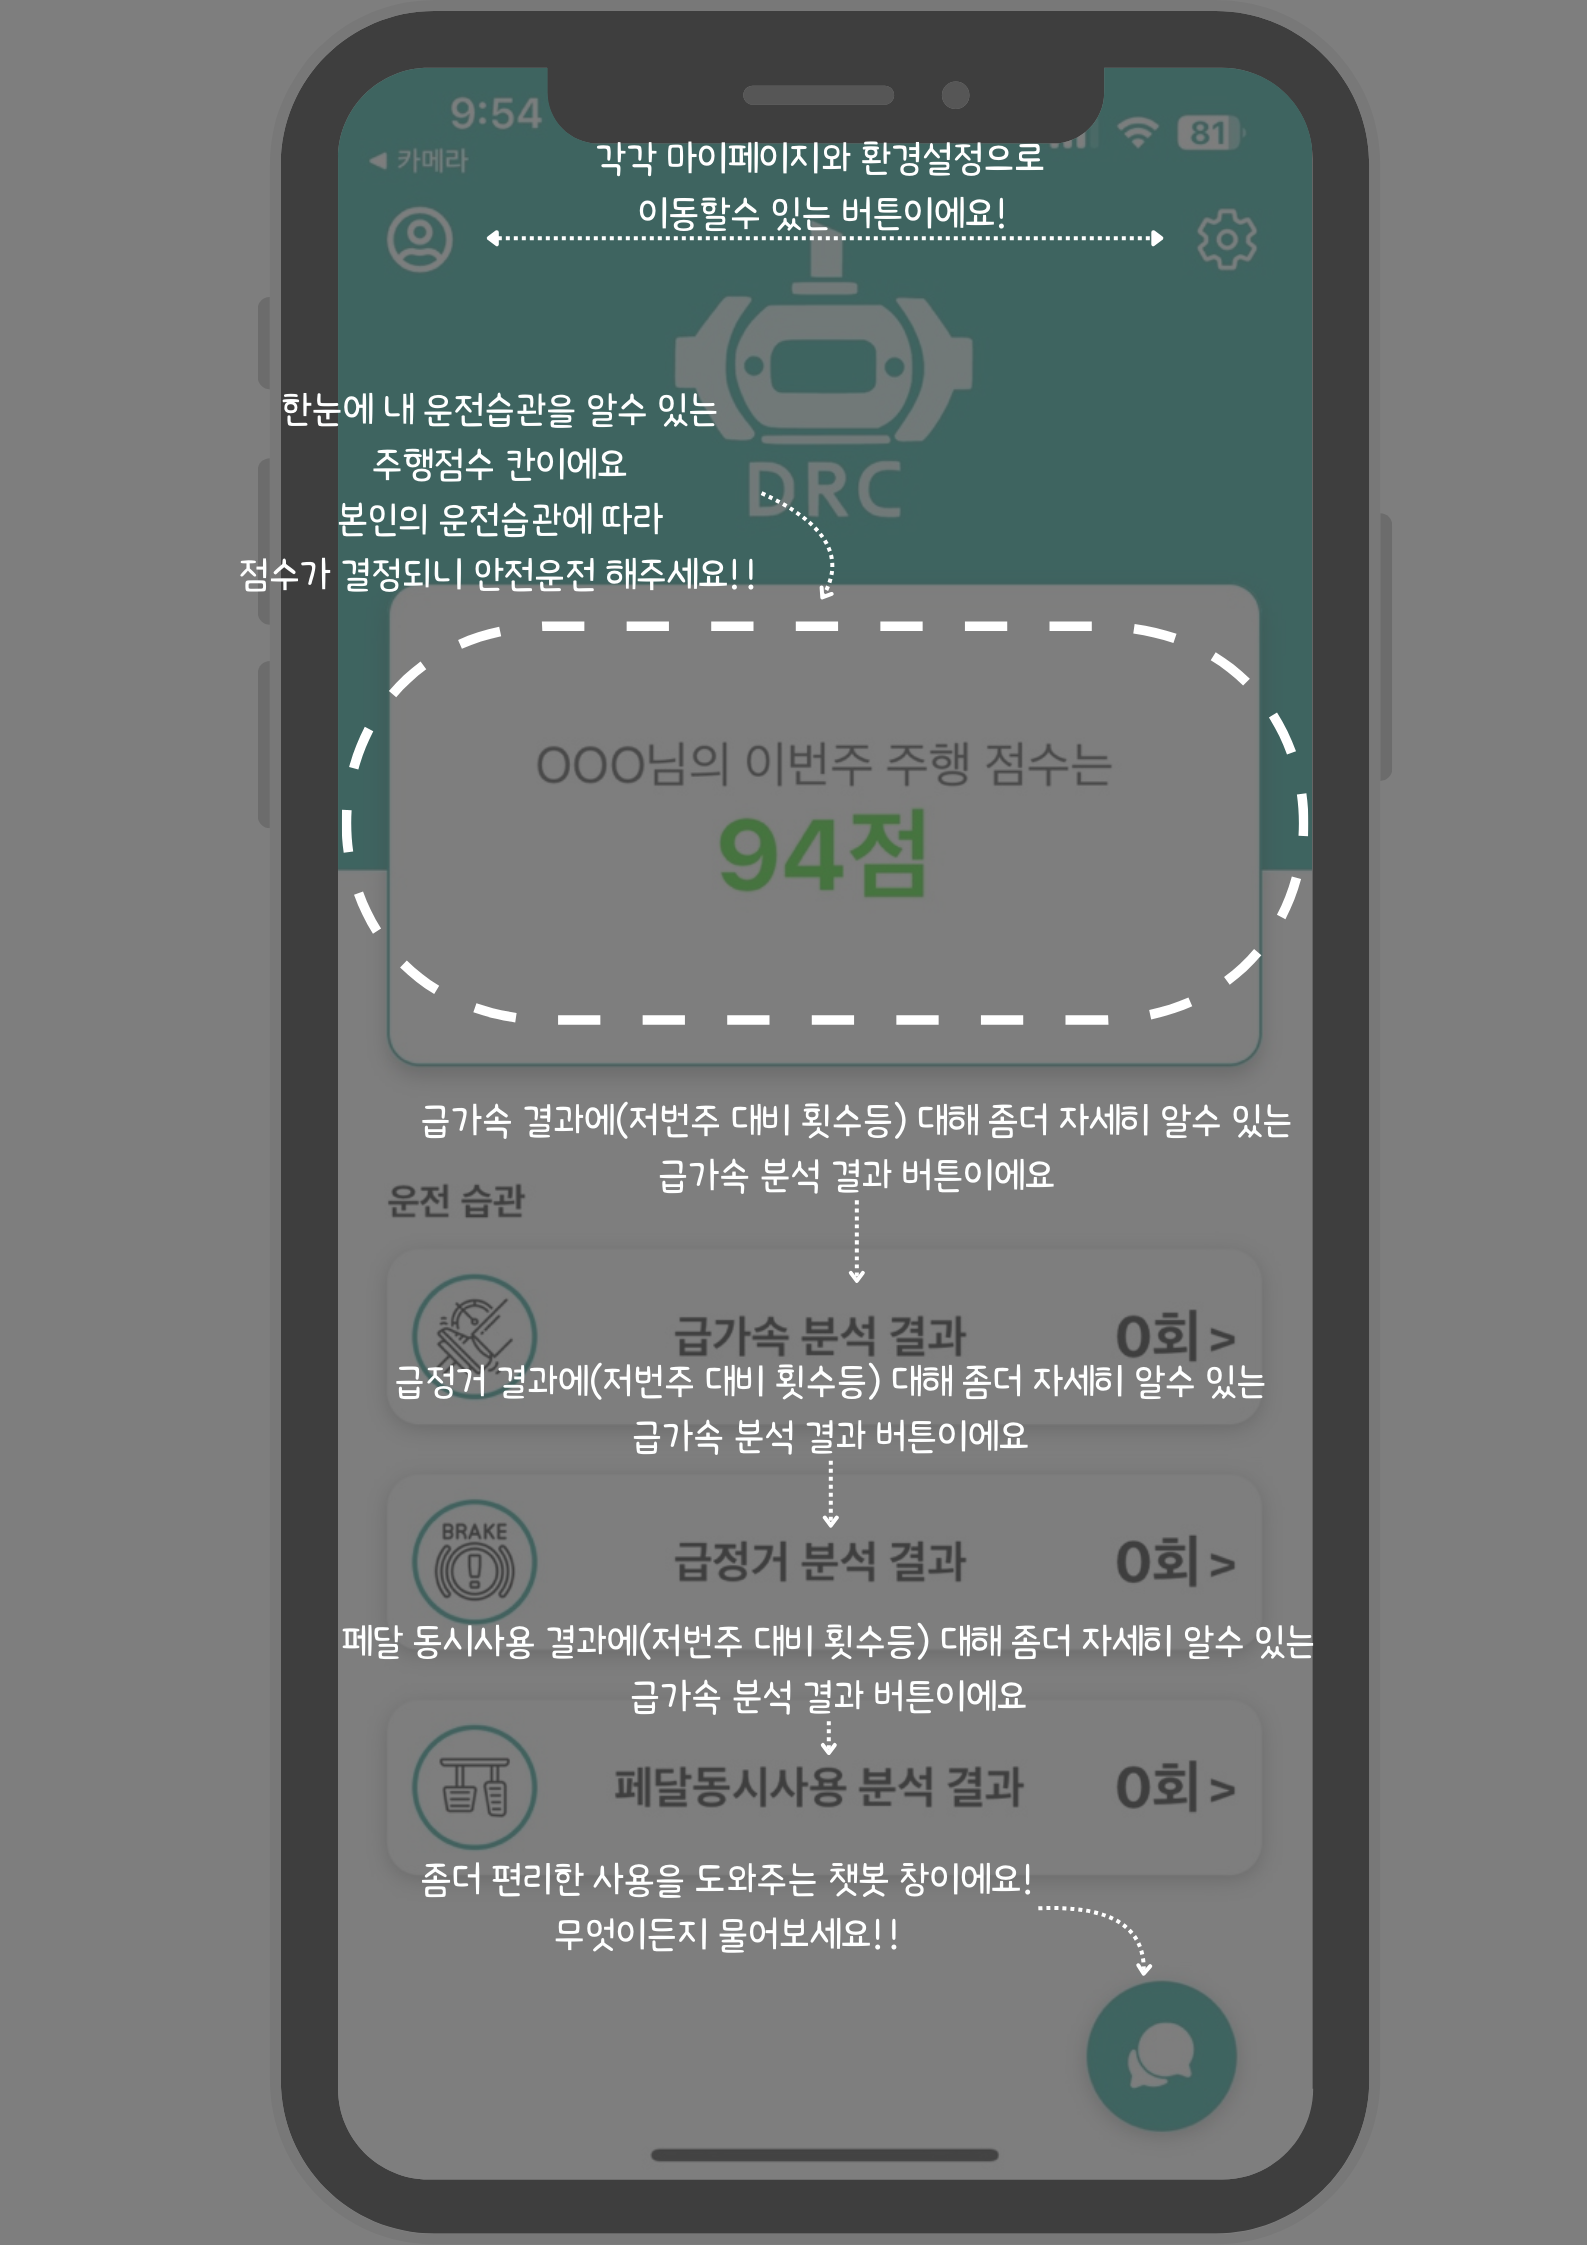 9:54
81
◀ 카메라
각각 마이페이지와 환경설정으로
이동할수 있는 버튼이에요!
한눈에 내 운전습관을 알수 있는
주행점수 칸이에요
DRC
본인의 운전습관에 따라
점수가 결정되니 안전운전 해주세요!!
OOO님의 이번주 주행 점수는
94점
급가속 결과에(저번주 대비 횟수등) 대해 좀더 자세히 알수 있는
급가속 분석 결과 버튼이에요
운전 습관
급가속 분석 결과 0회 >
급정거 결과에(저번주 대비 횟수등) 대해 좀더 자세히 알수 있는
급가속 분석 결과 버튼이에요
BRAKE
급정거 분석 결과 0회 >
페달 동시사용 결과에(저번주 대비 횟수등) 대해 좀더 자세히 알수 있는
급가속 분석 결과 버튼이에요
페달동시사용 분석 결과 0회 >
좀더 편리한 사용을 도와주는 챗봇 창이에요!
무엇이든지 물어보세요!!